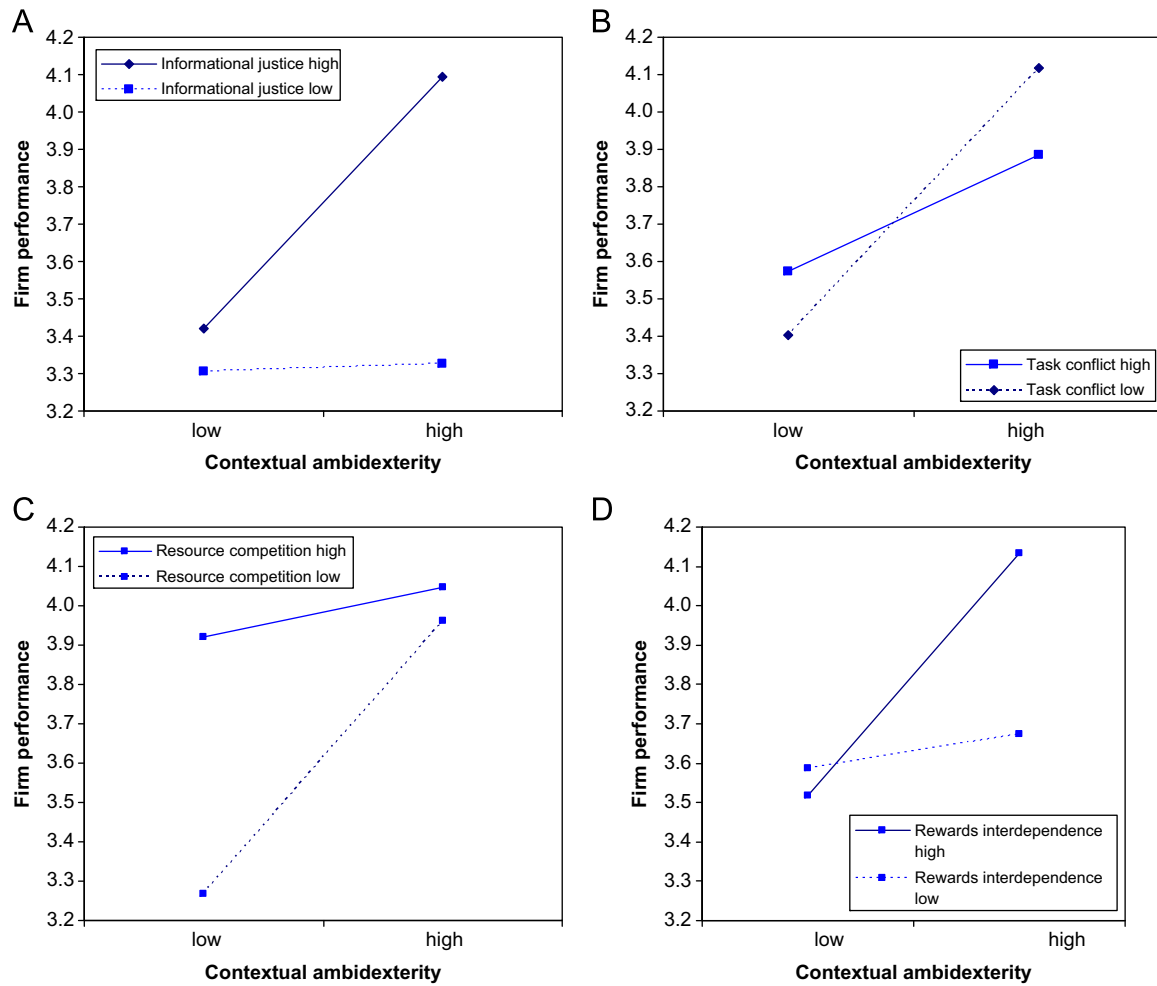 A
4.2
4.1
4.0
3.9
3.8
3.7
3.6
3.5
3.4
3.3
3.2
Firm performance
Informational justice high
Informational justice low
low high
Contextual ambidexterity
B
4.2
4.1
4.0
3.9
3.8
3.7
3.6
3.5
3.4
3.3
3.2
Firm performance
Task conflict high
Task conflict low
low high
Contextual ambidexterity
C
4.2
4.1
4.0
3.9
3.8
3.7
3.6
3.5
3.4
3.3
3.2
Firm performance
Resource competition high
Resource competition low
low high
Contextual ambidexterity
D
4.2
4.1
4.0
3.9
3.8
3.7
3.6
3.5
3.4
3.3
3.2
Firm performance
Rewards interdependence
high
Rewards interdependence
low
low high
Contextual ambidexterity